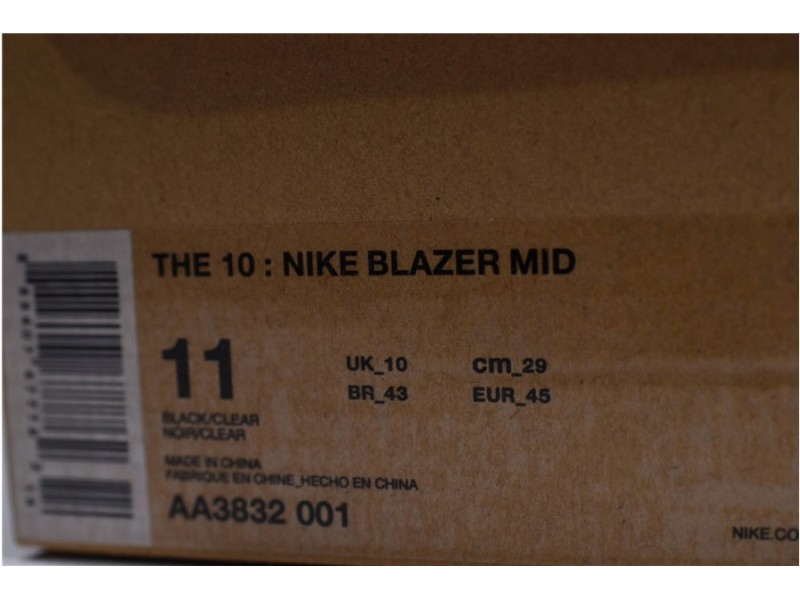 THE 10 : NIKE BLAZER MID
11
UK_10 cm_29
BR_43 EUR_45
BLACK/CLEAR
NOIR/CLEAR
MADE IN CHINA
FABRIQUE EN CHINE_HECHO EN CHINA
AA3832 001
NIKE.CO